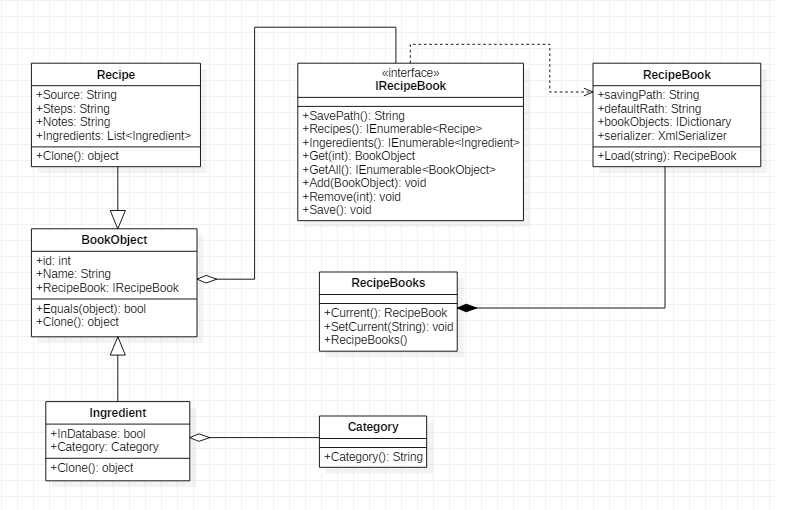 Recipe
+Source: String
+Steps: String
+Notes: String
+Ingredients: List<Ingredient>
+Clone(): object
«interface»
IRecipeBook
+SavePath(): String
+Recipes(): IEnumerable<Recipe>
+Ingeredients(): IEnumerable<Ingredient>
+Get(int): BookObject
+GetAll(): IEnumerable<BookObject>
+Add(BookObject): void
+Remove(int): void
+Save(): void
RecipeBook
+savingPath: String
+defaultRath: String
+bookObjects: IDictionary
+serializer: XmlSerializer
+Load(string): RecipeBook
BookObject
+id: int
+Name: String
+RecipeBook: IRecipeBook
+Equals(object): bool
+Clone(): object
RecipeBooks
+Current(): RecipeBook
+SetCurrent(String): void
+RecipeBooks()
Ingredient
+InDatabase: bool
+Category: Category
+Clone(): object
Category
+Category(): String